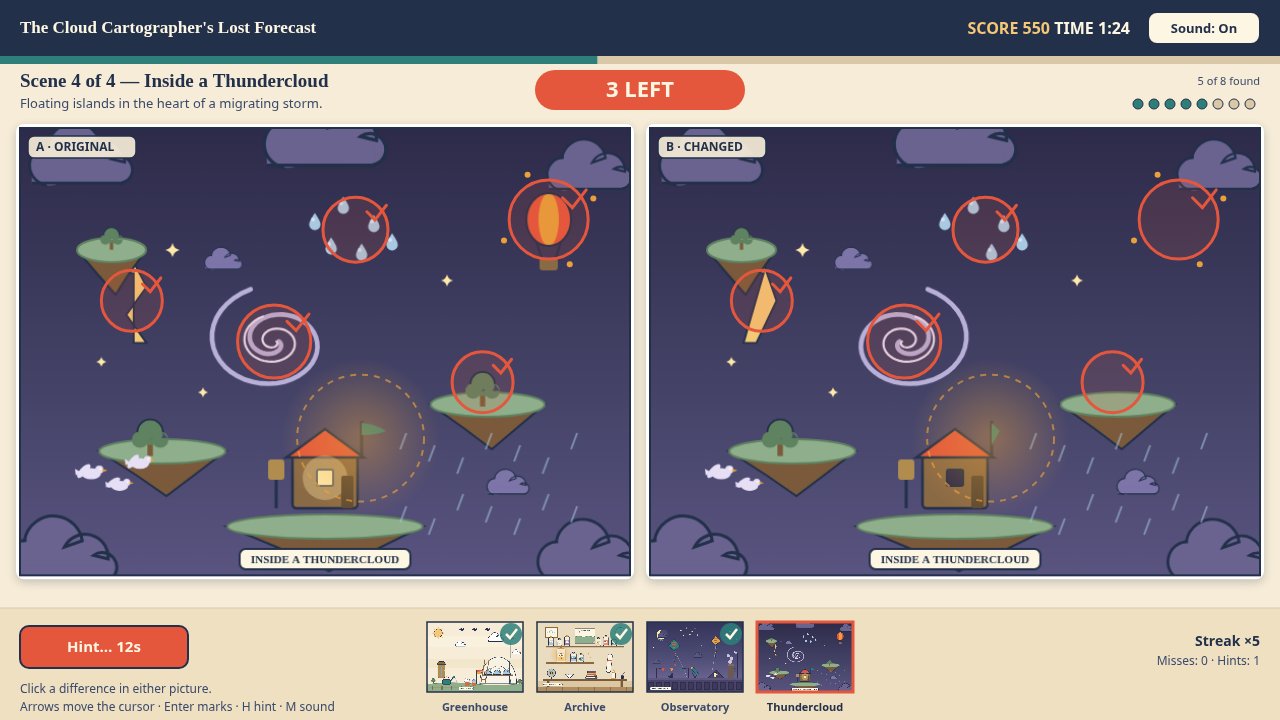 The Cloud Cartographer's Lost Forecast
SCORE 550 TIME 1:24
Sound: On
Scene 4 of 4 — Inside a Thundercloud
Floating islands in the heart of a migrating storm.
3 LEFT
5 of 8 found
A · ORIGINAL
B · CHANGED
INSIDE A THUNDERCLOUD
INSIDE A THUNDERCLOUD
Hint... 12s
Click a difference in either picture.
Arrows move the cursor · Enter marks · H hint · M sound
Greenhouse
Archive
Observatory
Thundercloud
Streak ×5
Misses: 0 · Hints: 1